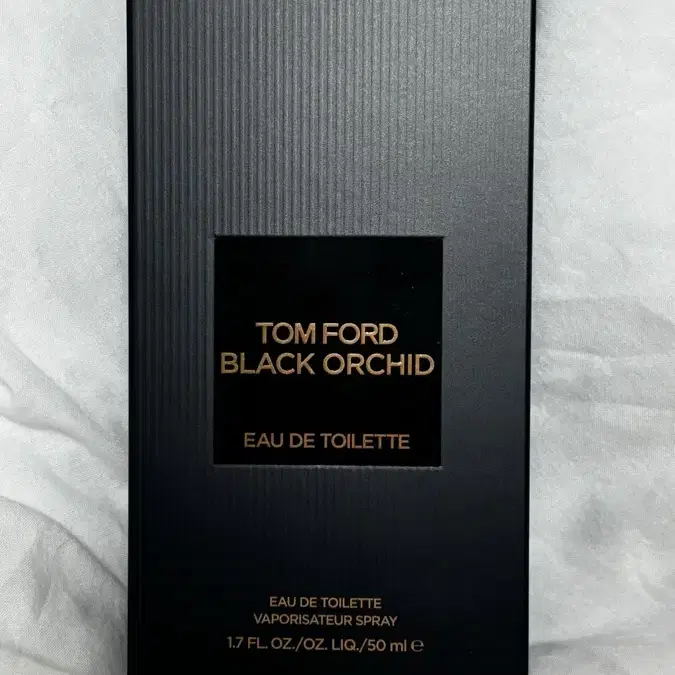 TOM FORD
BLACK ORCHID
EAU DE TOILETTE
EAU DE TOILETTE
VAPORISATEUR SPRAY
1.7 FL. OZ./OZ. LIQ./50 ml ℮